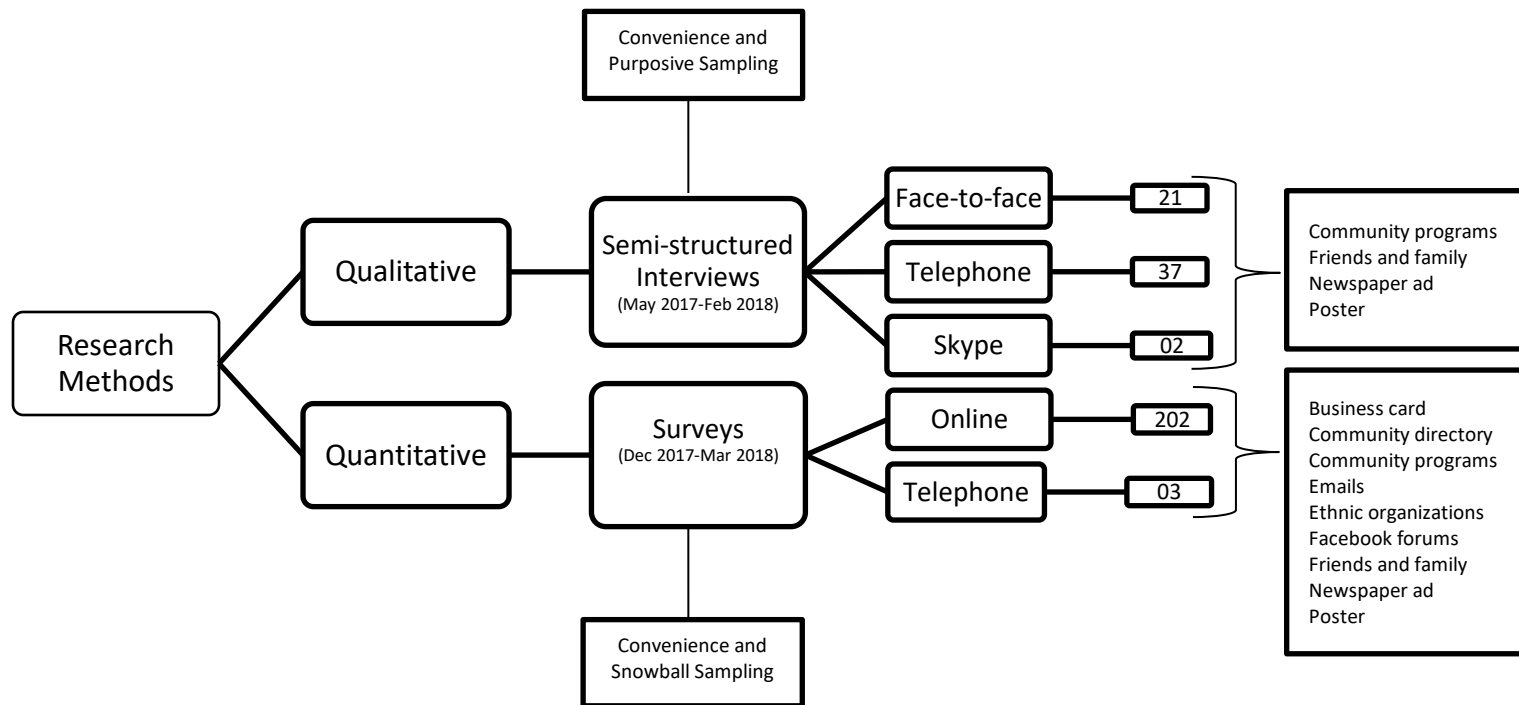 Convenience and
Purposive Sampling
Research
Methods
Qualitative
Semi-structured
Interviews
(May 2017-Feb 2018)
Face-to-face
21
Telephone
37
Skype
02
Community programs
Friends and family
Newspaper ad
Poster
Quantitative
Surveys
(Dec 2017-Mar 2018)
Online
202
Telephone
03
Business card
Community directory
Community programs
Emails
Ethnic organizations
Facebook forums
Friends and family
Newspaper ad
Poster
Convenience and
Snowball Sampling